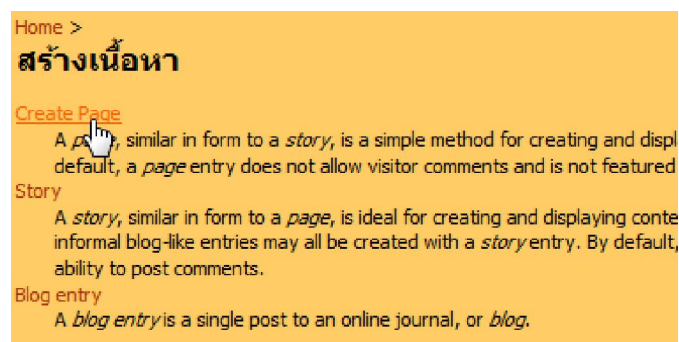 Home >
สร้างเนื้อหา
Create Page
A, similar in form to a story, is a simple method for creating and displ
default, a page entry does not allow visitor comments and is not featured
Story
A story, similar in form to a page, is ideal for creating and displaying conte
informal blog-like entries may all be created with a story entry. By default,
ability to post comments.
Blog entry
A blog entry is a single post to an online journal, or blog.